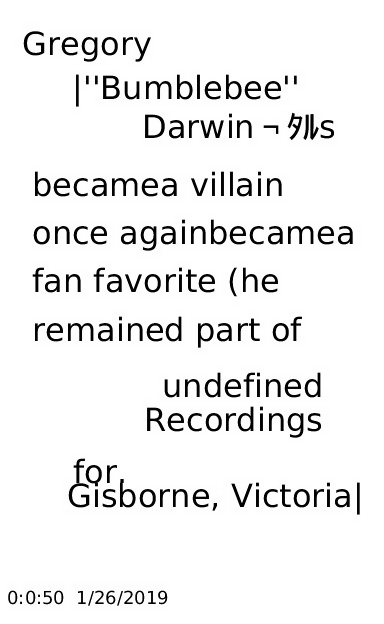 Gregory
|''Bumblebee''
Darwin ¬ ﾀﾙs
becamea villain
once againbecamea
fan favorite (he
remained part of
undefined
Recordings
for,
Gisborne, Victoria|
0:0:50 1/26/2019